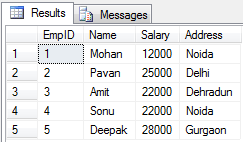 Results Messages
EmpID Name Salary Address
1 1 Mohan 12000 Noida
2 2 Pavan 25000 Delhi
3 3 Amit 22000 Dehradun
4 4 Sonu 22000 Noida
5 5 Deepak 28000 Gurgaon